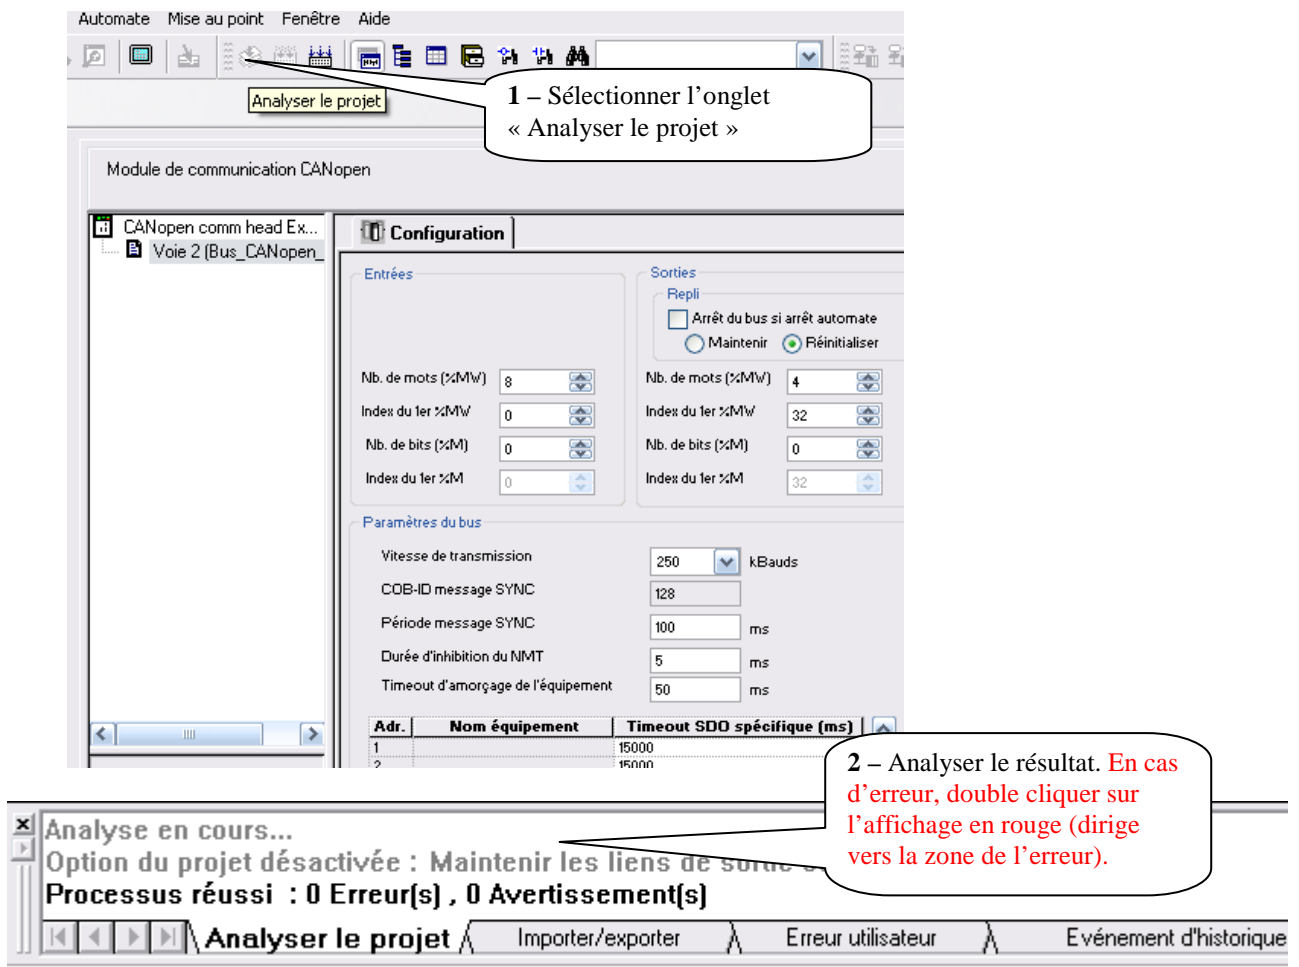 Automate Mise au point Fenêtre Aide
Analyser le projet
1 – Sélectionner l’onglet
« Analyser le projet »
Module de communication CANopen
CANopen comm head Ex...
Voie 2 (Bus_CANopen_
Configuration
Entrées
Nb. de mots (%MW) 8
Index du 1er %MW 0
Nb. de bits (%M) 0
Index du 1er %M 0
Sorties
Repli
Arrêt du bus si arrêt automate
Maintenir Réinitialiser
Nb. de mots (%MW) 4
Index du 1er %MW 32
Nb. de bits (%M) 0
Index du 1er %M 32
Paramètres du bus
Vitesse de transmission 250 kBauds
COB-ID message SYNC 128
Période message SYNC 100 ms
Durée d'inhibition du NMT 5 ms
Timeout d'amorçage de l'équipement 50 ms
Adr. Nom équipement Timeout SDO spécifique (ms)
1 15000
2 15000
2 – Analyser le résultat. En cas
d’erreur, double cliquer sur
l’affichage en rouge (dirige
vers la zone de l’erreur).
Analyse en cours...
Option du projet désactivée : Maintenir les liens de sortie
Processus réussi : 0 Erreur(s) , 0 Avertissement(s)
Analyser le projet Importer/exporter Erreur utilisateur Evénement d'historique